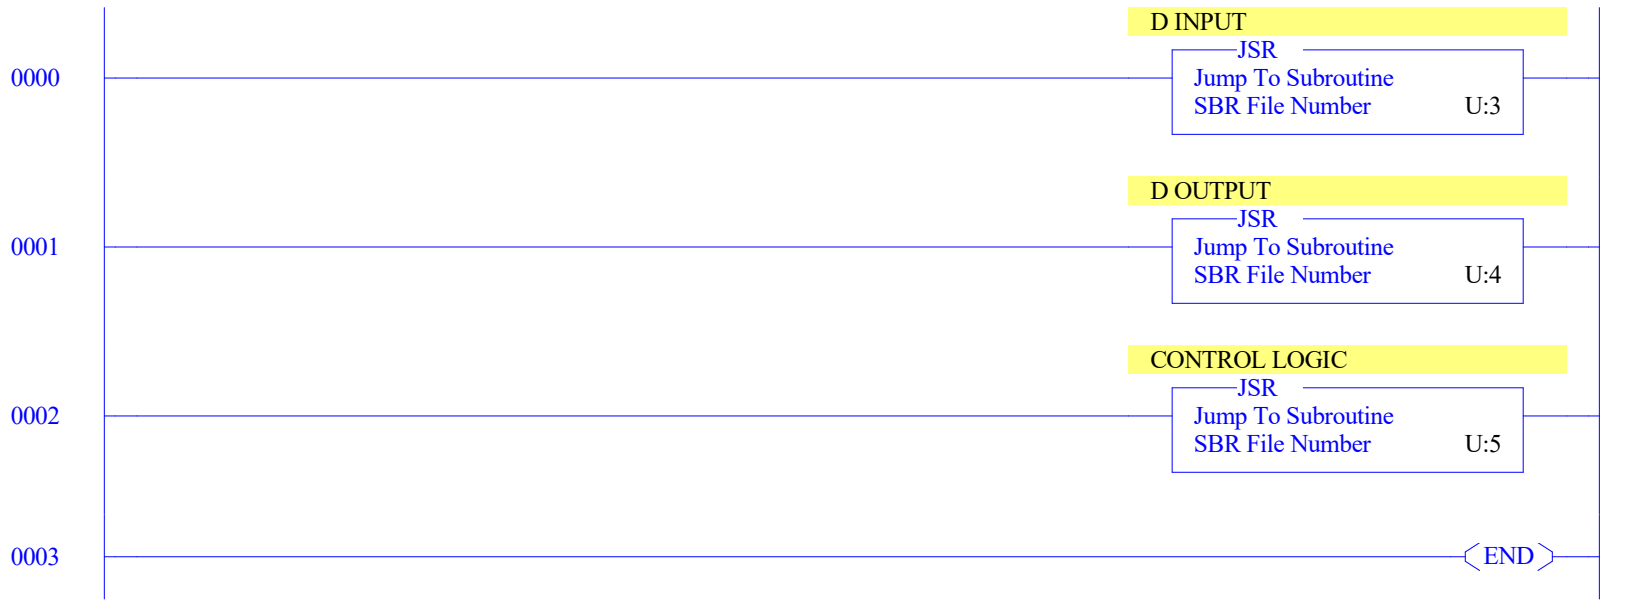 D INPUT
JSR
0000
Jump To Subroutine
SBR File Number U:3
D OUTPUT
JSR
0001
Jump To Subroutine
SBR File Number U:4
CONTROL LOGIC
JSR
0002
Jump To Subroutine
SBR File Number U:5
0003
END